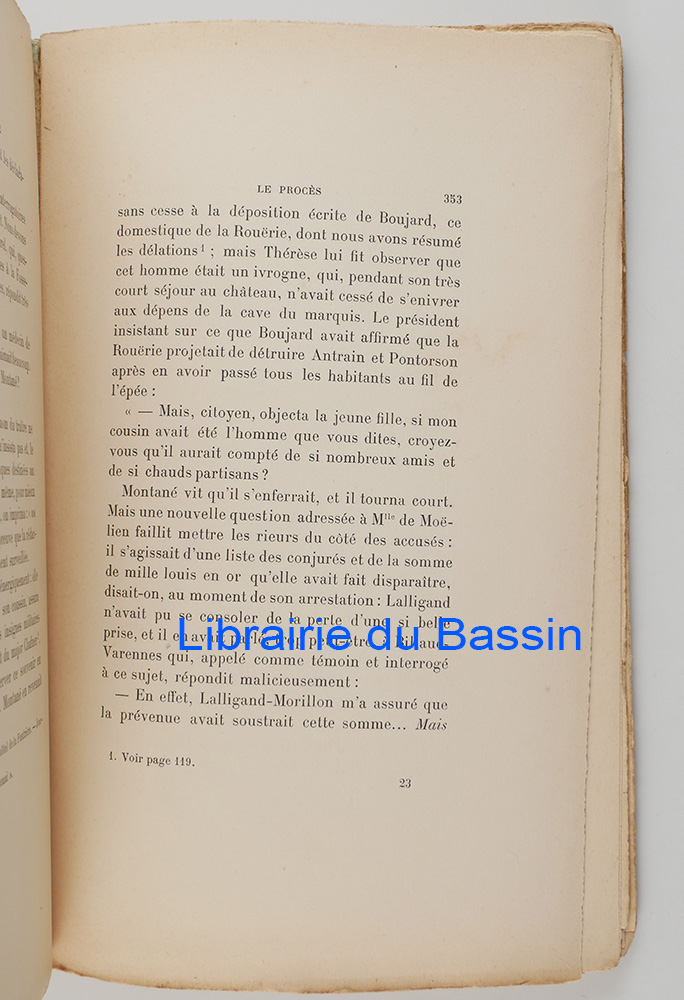 LE PROCÈS
353
sans cesse à la déposition écrite de Boujard, ce
domestique de la Rouërie, dont nous avons résumé
les délations¹ ; mais Thérèse lui fit observer que
cet homme était un ivrogne, qui, pendant son très
court séjour au château, n'avait cessé de s'enivrer
aux dépens de la cave du marquis. Le président
insistant sur ce que Boujard avait affirmé que la
Rouërie projetait de détruire Antrain et Pontorson
après en avoir passé tous les habitants au fil de
l'épée :
« — Mais, citoyen, objecta la jeune fille, si mon
cousin avait été l'homme que vous dites, croyez-
vous qu'il aurait compté de si nombreux amis et
de si chauds partisans ?
Montané vit qu'il s'enferrait, et il tourna court.
Mais une nouvelle question adressée à Mlle de Moë-
lien faillit mettre les rieurs du côté des accusés :
il s'agissait d'une liste des conjurés et de la somme
de mille louis en or qu'elle avait fait disparaître,
disait-on, au moment de son arrestation : Lalligand
n'avait pu se consoler de la perte d'une si belle
prise, et il en avait parlé, trop peut-être, à Billaud-
Varennes qui, appelé comme témoin et interrogé
à ce sujet, répondit malicieusement :
— En effet, Lalligand-Morillon m'a assuré que
la prévenue avait soustrait cette somme... Mais
1. Voir page 119.
23
Librairie du Bassin